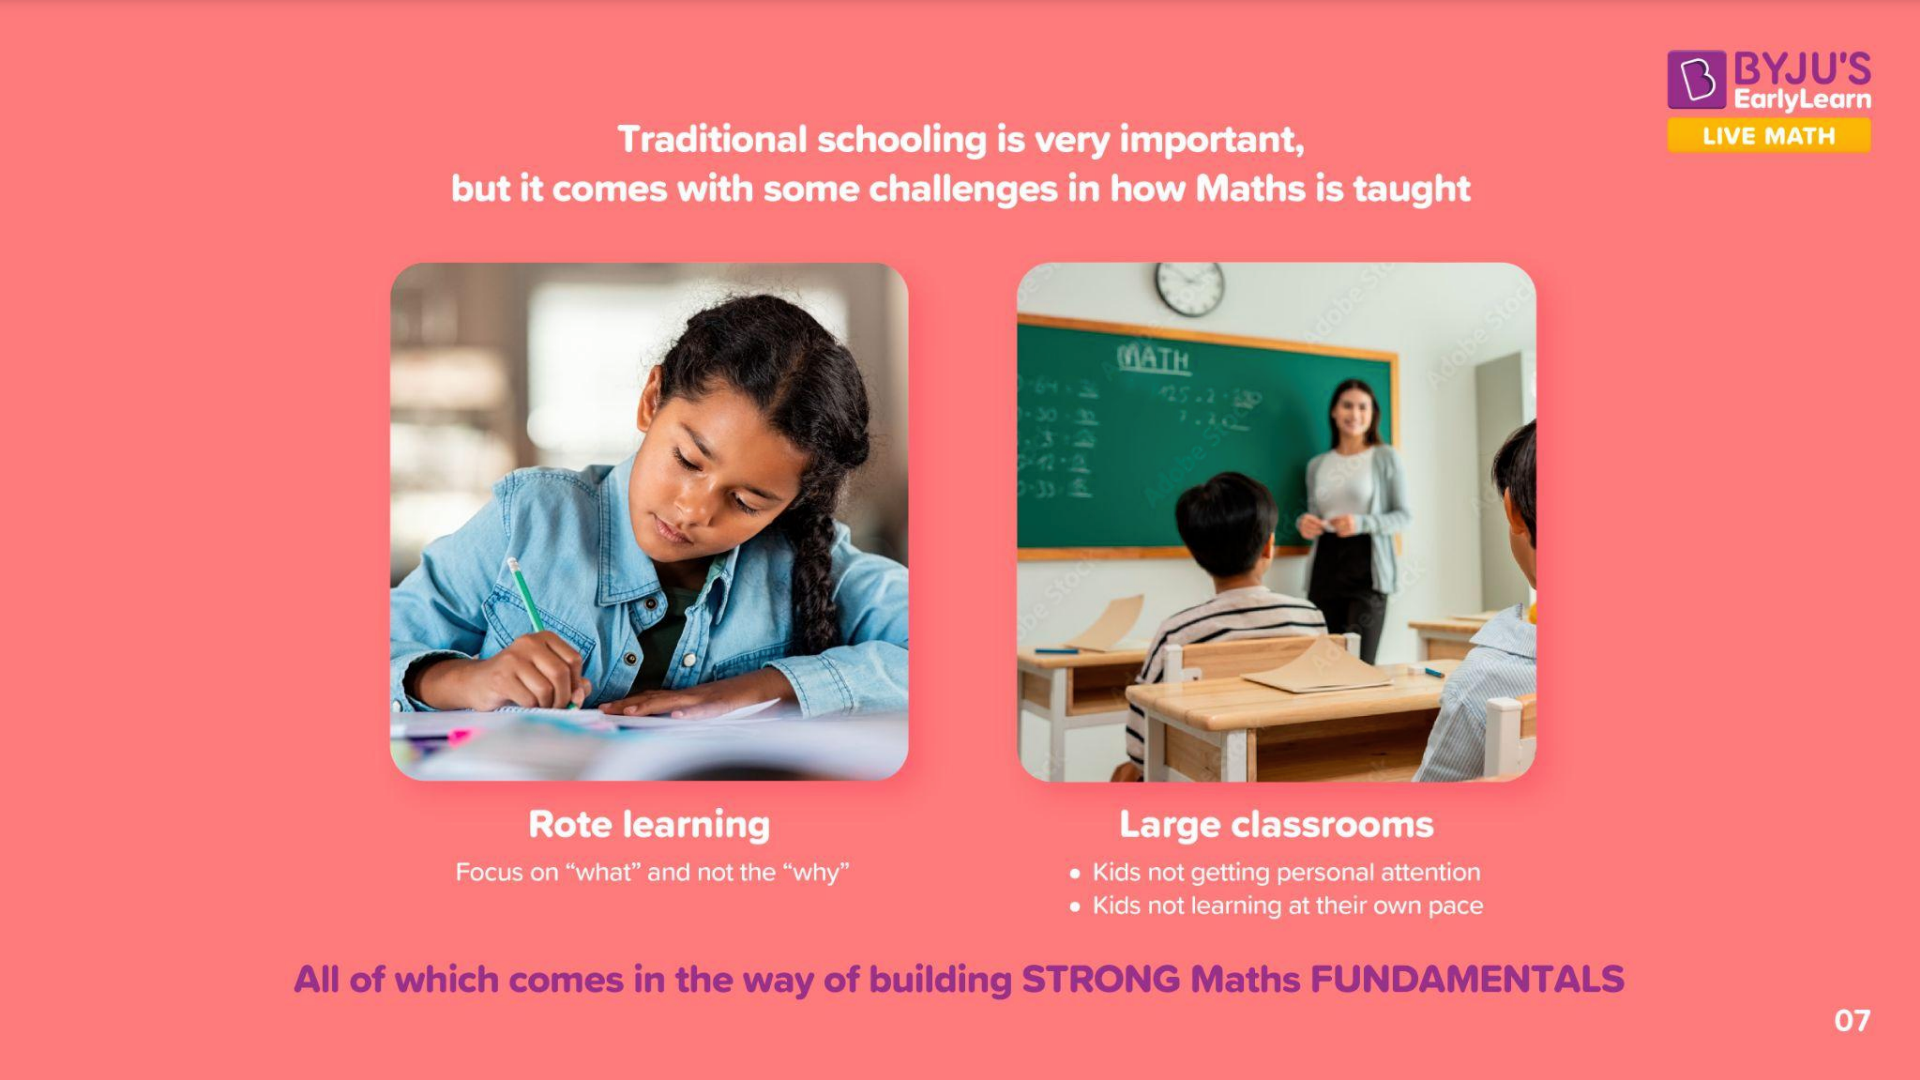 BYJU'S
EarlyLearn
LIVE MATH
Traditional schooling is very important,
but it comes with some challenges in how Maths is taught
MATH
Adobe Stock
Rote learning
Focus on “what” and not the “why”
Large classrooms
• Kids not getting personal attention
• Kids not learning at their own pace
All of which comes in the way of building STRONG Maths FUNDAMENTALS
07